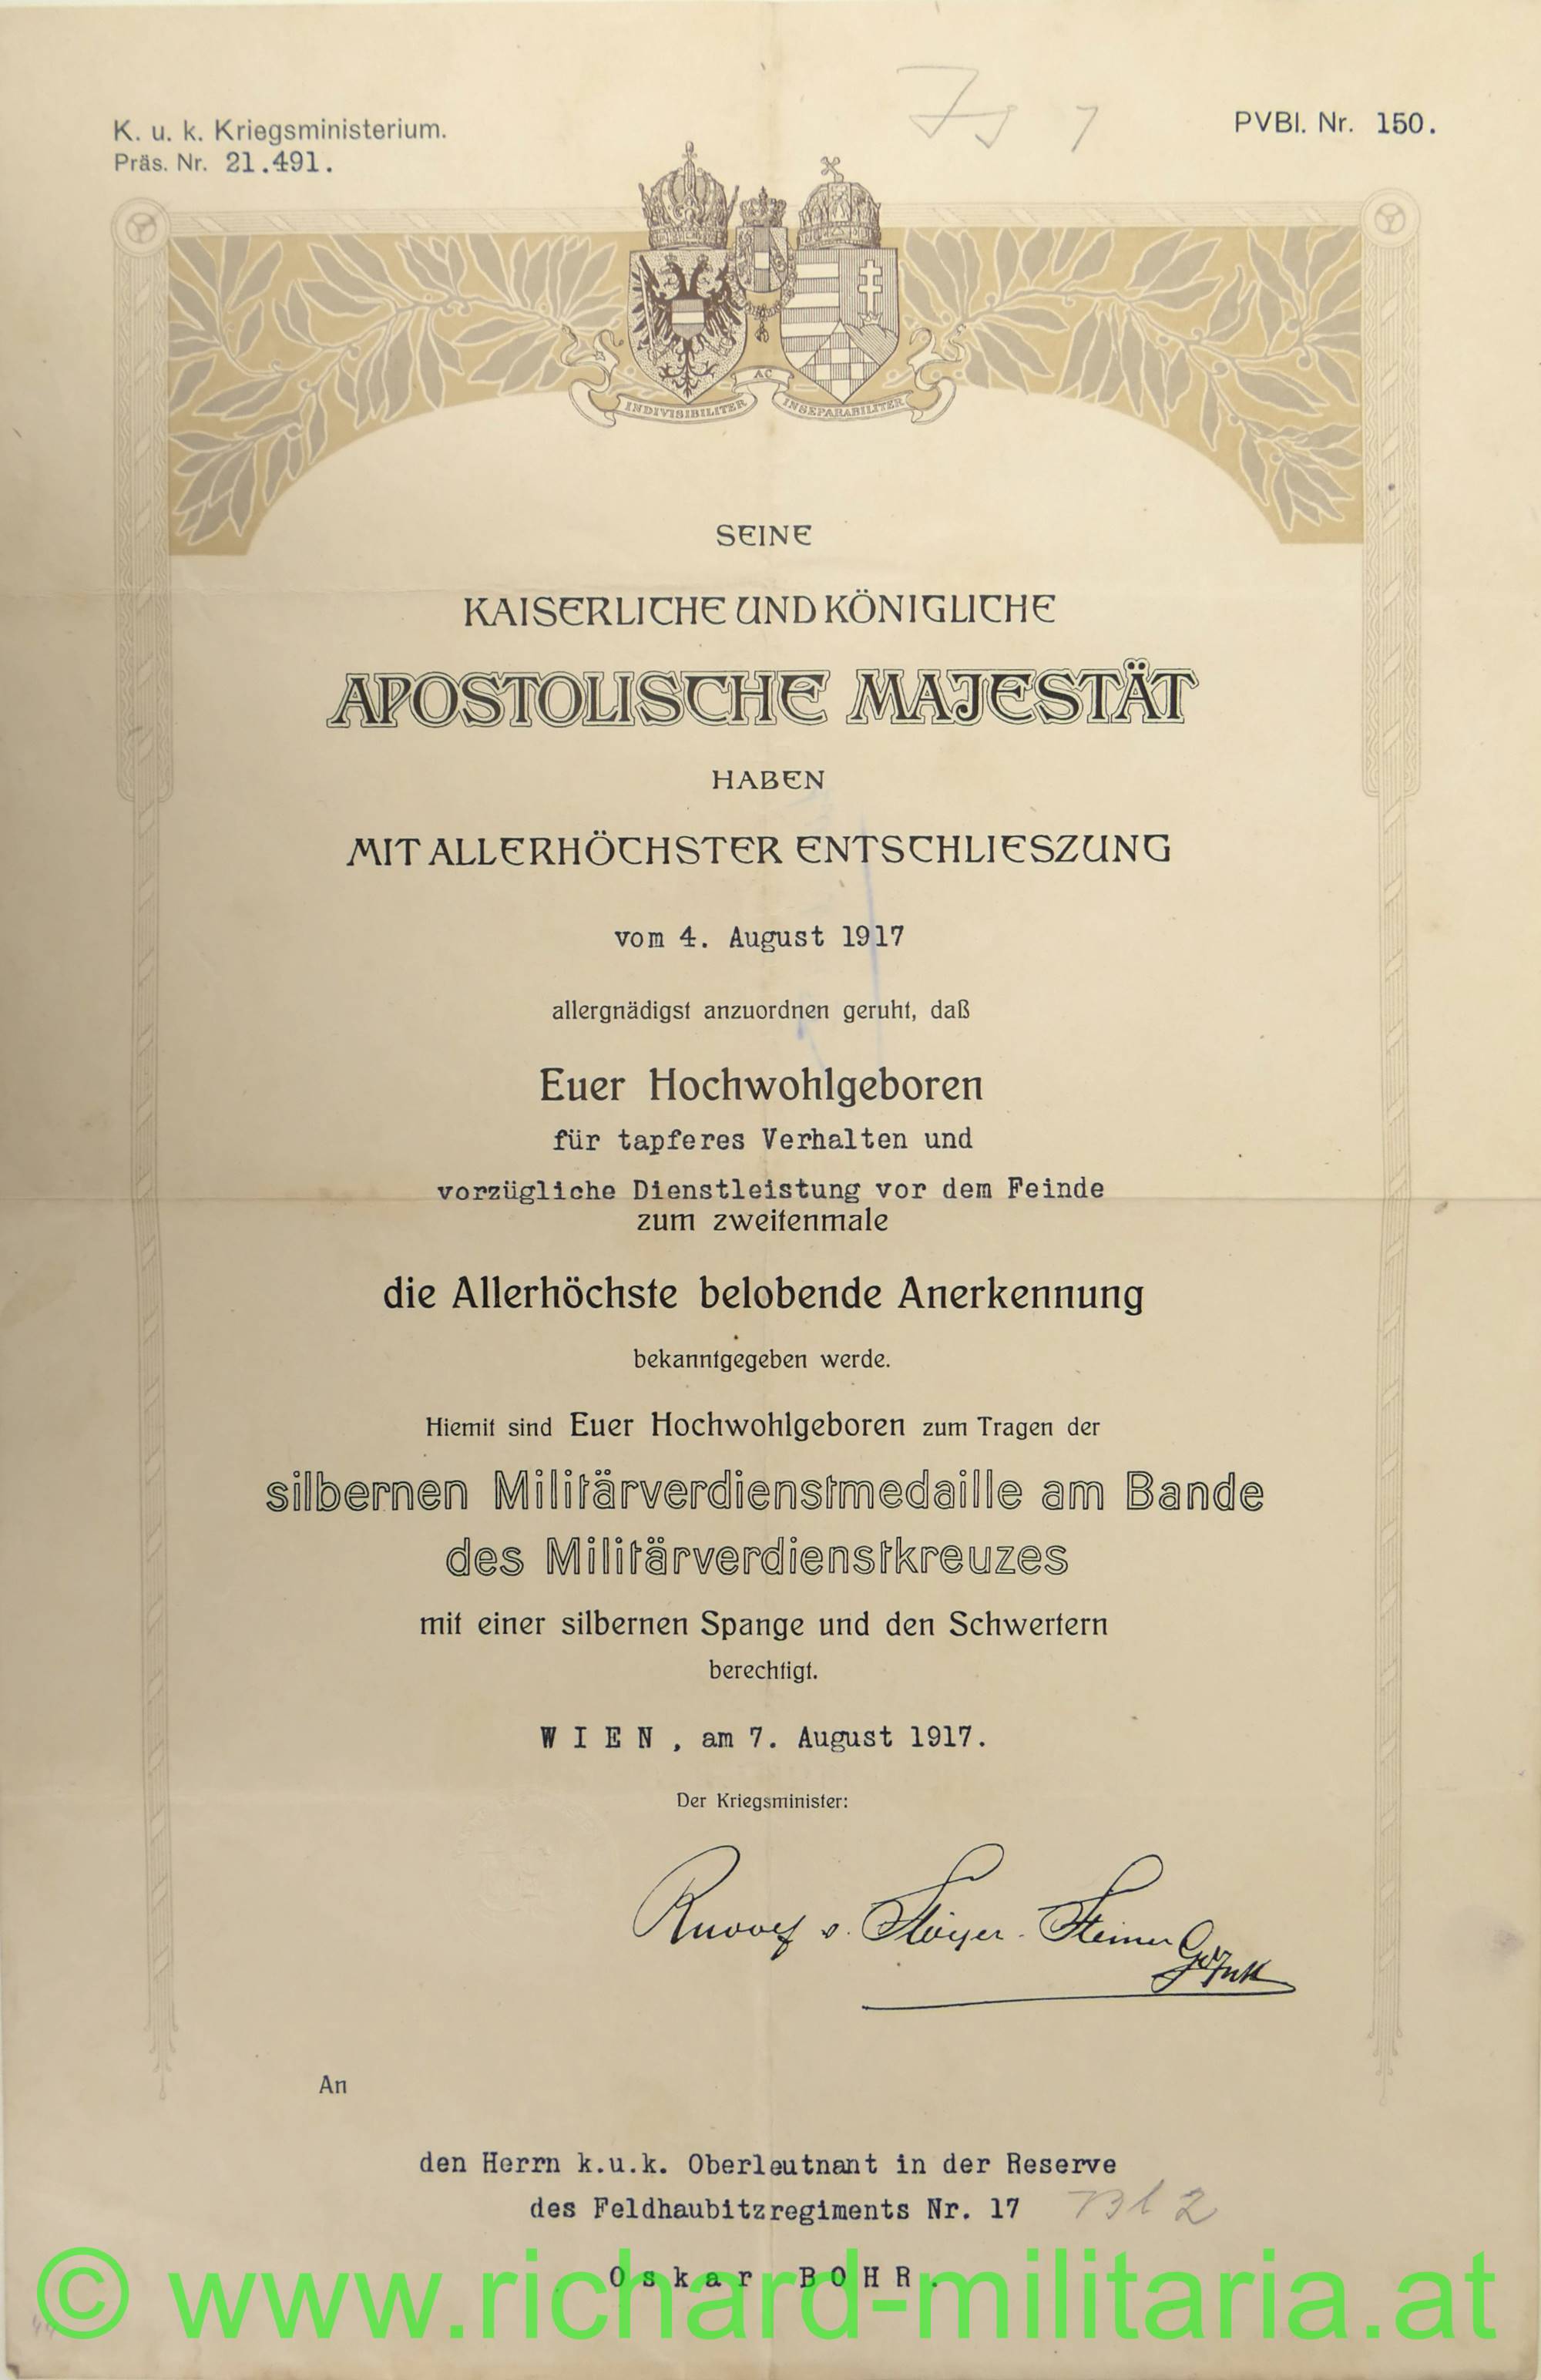 K. u. k. Kriegsministerium.
Präs. Nr. 21.491.
PVBl. Nr. 150.
INDIVISIBILITER AC INSEPARABILITER
SEINE
KAISERLICHE UND KÖNIGLICHE
APOSTOLISCHE MAJESTÄT
HABEN
MIT ALLERHÖCHSTER ENTSCHLIESZUNG
vom 4. August 1917
allergnädigst anzuordnen geruht, daß
Euer Hochwohlgeboren
für tapferes Verhalten und
vorzügliche Dienstleistung vor dem Feinde
zum zweitenmale
die Allerhöchste belobende Anerkennung
bekanntgegeben werde.
Hiemit sind Euer Hochwohlgeboren zum Tragen der
silbernen Militärverdienstmedaille am Bande
des Militärverdienstkreuzes
mit einer silbernen Spange und den Schwertern
berechtigt.
WIEN, am 7. August 1917.
Der Kriegsminister:
Rudolf v. Stöger-Steiner
An
den Herrn k.u.k. Oberleutnant in der Reserve
des Feldhaubitzregiments Nr. 17
Oskar BOHR.
© www.richard-militaria.at